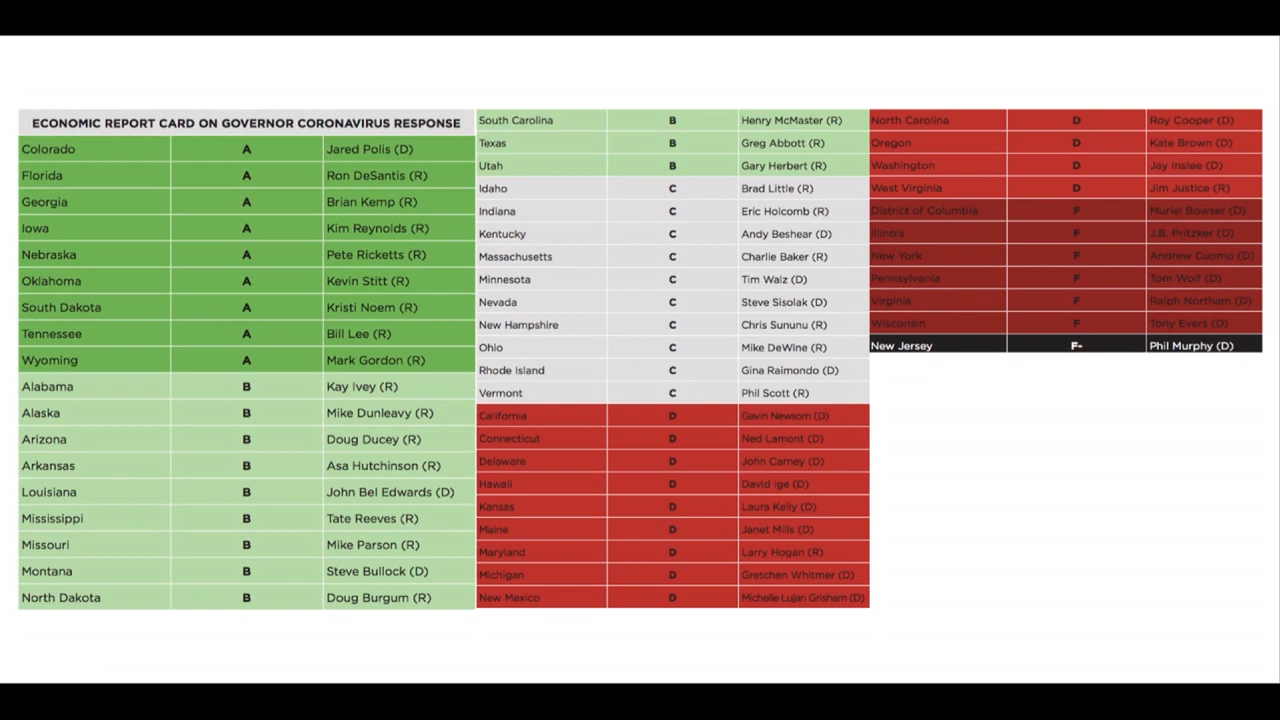 ECONOMIC REPORT CARD ON GOVERNOR CORONAVIRUS RESPONSE
Colorado A Jared Polis (D)
Florida A Ron DeSantis (R)
Georgia A Brian Kemp (R)
Iowa A Kim Reynolds (R)
Nebraska A Pete Ricketts (R)
Oklahoma A Kevin Stitt (R)
South Dakota A Kristi Noem (R)
Tennessee A Bill Lee (R)
Wyoming A Mark Gordon (R)
Alabama B Kay Ivey (R)
Alaska B Mike Dunleavy (R)
Arizona B Doug Ducey (R)
Arkansas B Asa Hutchinson (R)
Louisiana B John Bel Edwards (D)
Mississippi B Tate Reeves (R)
Missouri B Mike Parson (R)
Montana B Steve Bullock (D)
North Dakota B Doug Burgum (R)
South Carolina B Henry McMaster (R)
Texas B Greg Abbott (R)
Utah B Gary Herbert (R)
Idaho C Brad Little (R)
Indiana C Eric Holcomb (R)
Kentucky C Andy Beshear (D)
Massachusetts C Charlie Baker (R)
Minnesota C Tim Walz (D)
Nevada C Steve Sisolak (D)
New Hampshire C Chris Sununu (R)
Ohio C Mike DeWine (R)
Rhode Island C Gina Raimondo (D)
Vermont C Phil Scott (R)
California D Gavin Newsom (D)
Connecticut D Ned Lamont (D)
Delaware D John Carney (D)
Hawaii D David Ige (D)
Kansas D Laura Kelly (D)
Maine D Janet Mills (D)
Maryland D Larry Hogan (R)
Michigan D Gretchen Whitmer (D)
New Mexico D Michelle Lujan Grisham (D)
North Carolina D Roy Cooper (D)
Oregon D Kate Brown (D)
Washington D Jay Inslee (D)
West Virginia D Jim Justice (R)
District of Columbia F Muriel Bowser (D)
Illinois F J.B. Pritzker (D)
New York F Andrew Cuomo (D)
Pennsylvania F Tom Wolf (D)
Virginia F Ralph Northam (D)
Wisconsin F Tony Evers (D)
New Jersey F- Phil Murphy (D)